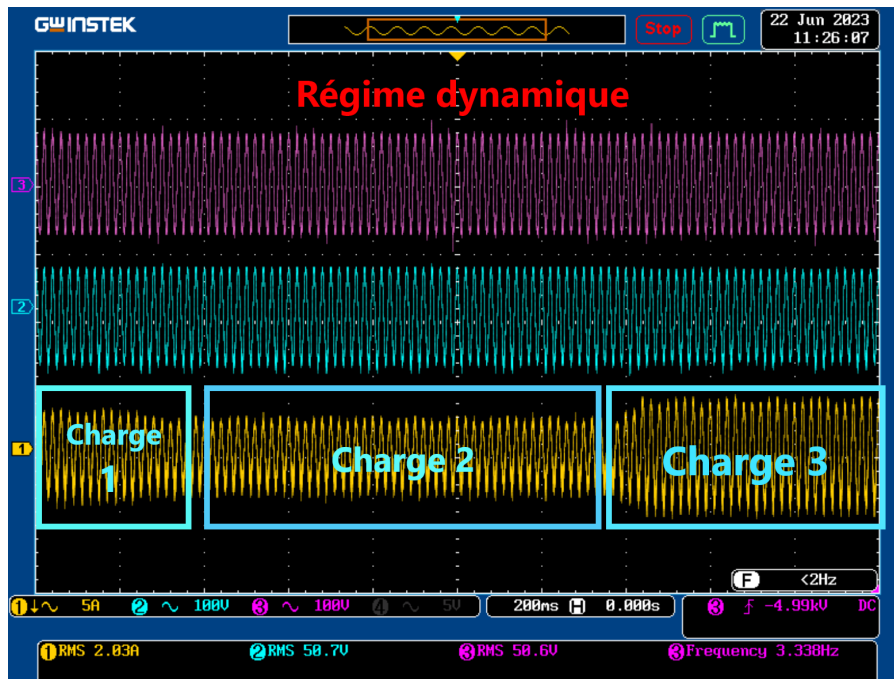 GWINSTEK
Stop
22 Jun 2023
11:26:07
Régime dynamique
3
2
1
Charge
1
Charge 2
Charge 3
F <2Hz
1 5A 2 100V 3 100V 4 5V 200ms H 0.000s 3 -4.99kV DC
1 RMS 2.03A 2 RMS 50.7V 3 RMS 50.6V 3 Frequency 3.338Hz